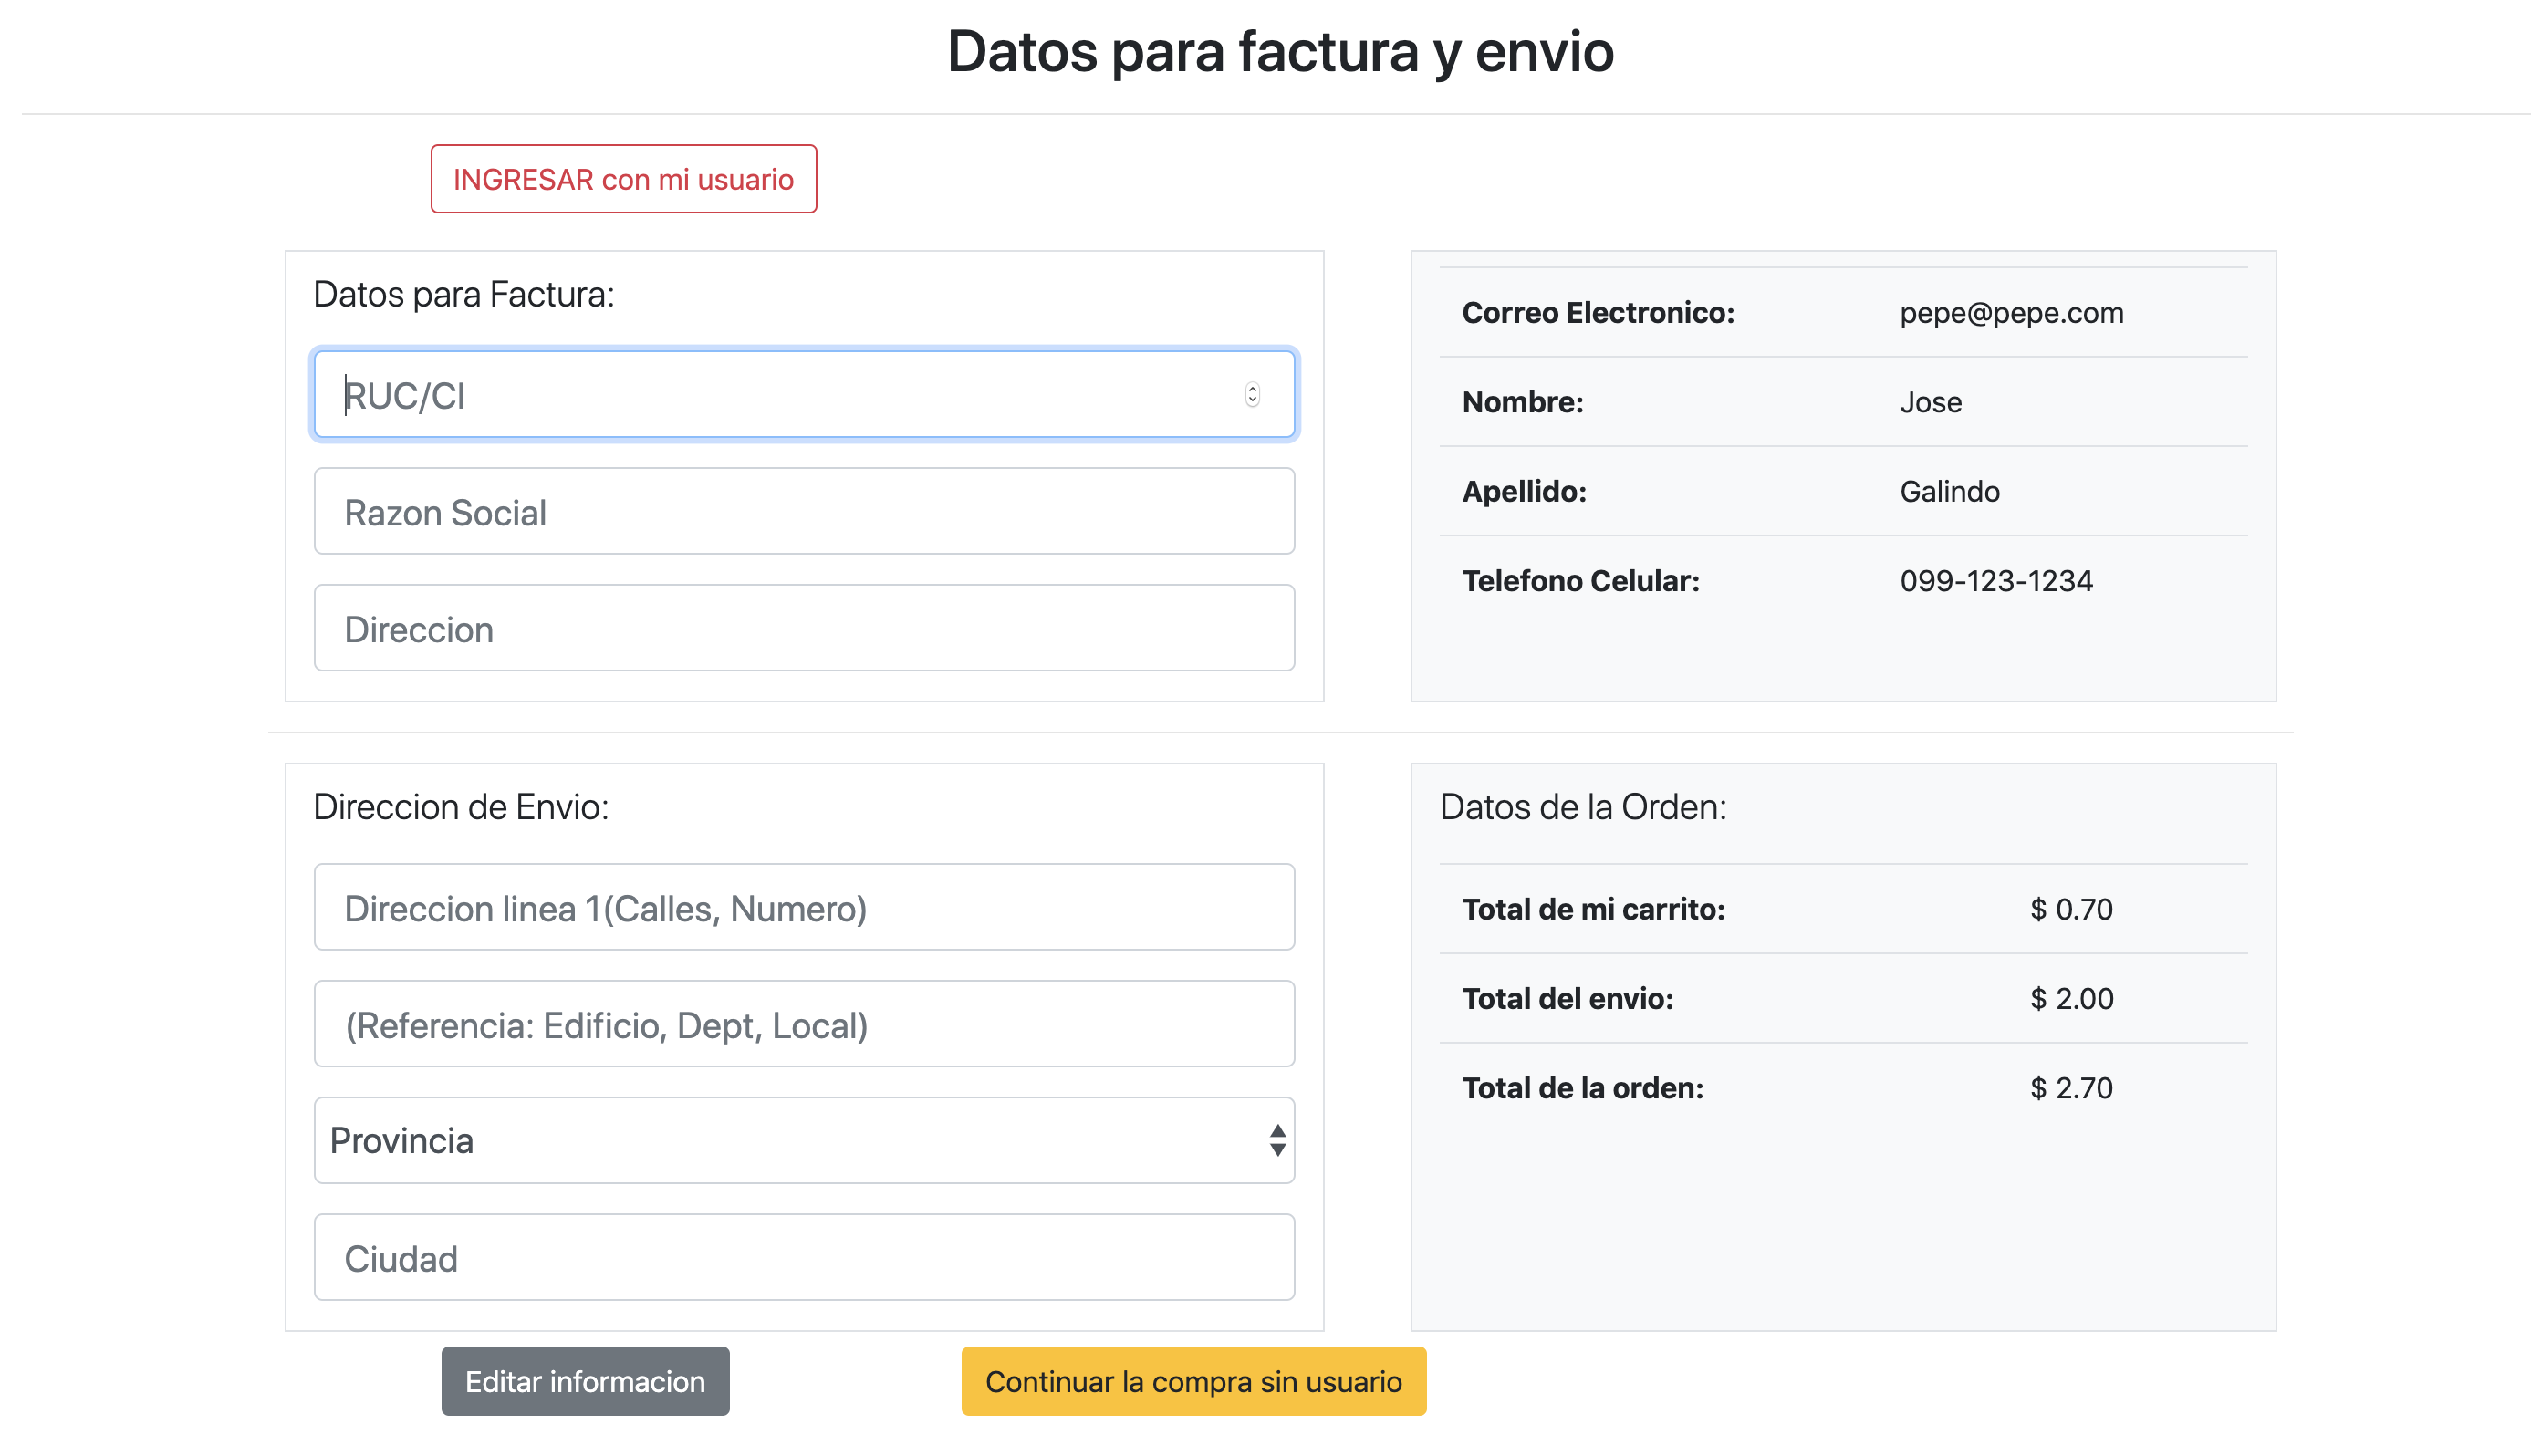 Datos para factura y envio
INGRESAR con mi usuario
Datos para Factura:
RUC/CI
Razon Social
Direccion
Correo Electronico: pepe@pepe.com
Nombre: Jose
Apellido: Galindo
Telefono Celular: 099-123-1234
Direccion de Envio:
Direccion linea 1(Calles, Numero)
(Referencia: Edificio, Dept, Local)
Provincia
Ciudad
Datos de la Orden:
Total de mi carrito: $ 0.70
Total del envio: $ 2.00
Total de la orden: $ 2.70
Editar informacion
Continuar la compra sin usuario